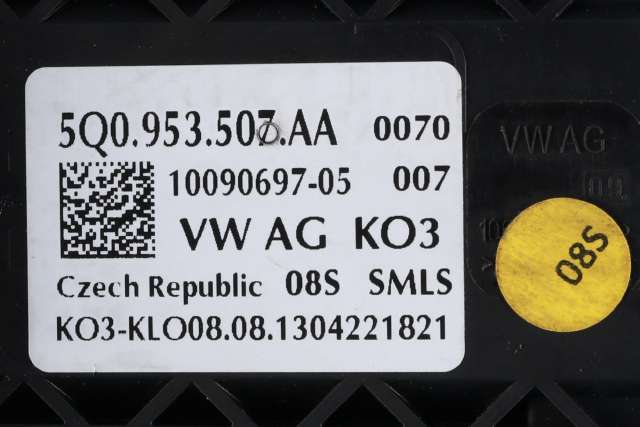 5Q0.953.507.AA 0070
10090697-05 007
VW AG KO3
Czech Republic 08S SMLS
KO3-KLO08.08.1304221821
VW AG
08S